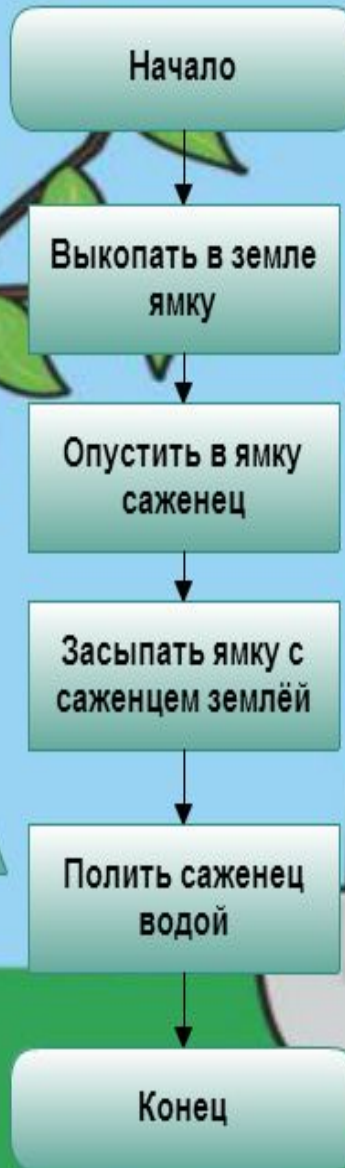 Начало
Выкопать в земле
ямку
Опустить в ямку
саженец
Засыпать ямку с
саженцем землёй
Полить саженец
водой
Конец